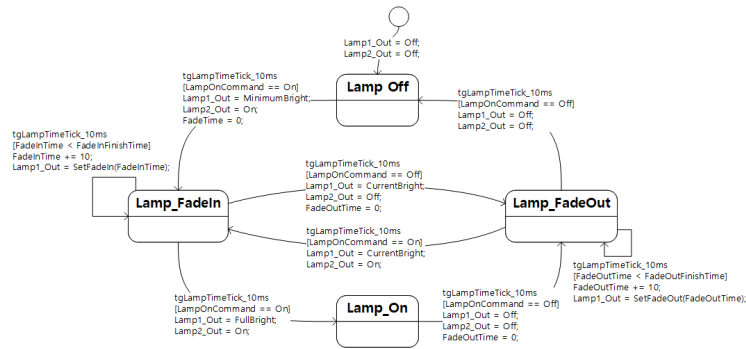 Lamp1_Out = Off;
Lamp2_Out = Off;
Lamp Off
tgLampTimeTick_10ms
[LampOnCommand == On]
Lamp1_Out = MinimumBright;
Lamp2_Out = On;
FadeTime = 0;
tgLampTimeTick_10ms
[LampOnCommand == Off]
Lamp1_Out = Off;
Lamp2_Out = Off;
tgLampTimeTick_10ms
[FadeInTime < FadeInFinishTime]
FadeInTime += 10;
Lamp1_Out = SetFadeIn(FadeInTime);
Lamp_FadeIn
tgLampTimeTick_10ms
[LampOnCommand == Off]
Lamp1_Out = CurrentBright;
Lamp2_Out = Off;
FadeOutTime = 0;
Lamp_FadeOut
tgLampTimeTick_10ms
[LampOnCommand == On]
Lamp1_Out = CurrentBright;
Lamp2_Out = On;
tgLampTimeTick_10ms
[FadeOutTime < FadeOutFinishTime]
FadeOutTime += 10;
Lamp1_Out = SetFadeOut(FadeOutTime);
tgLampTimeTick_10ms
[LampOnCommand == On]
Lamp1_Out = FullBright;
Lamp2_Out = On;
Lamp_On
tgLampTimeTick_10ms
[LampOnCommand == Off]
Lamp1_Out = Off;
Lamp2_Out = Off;
FadeOutTime = 0;